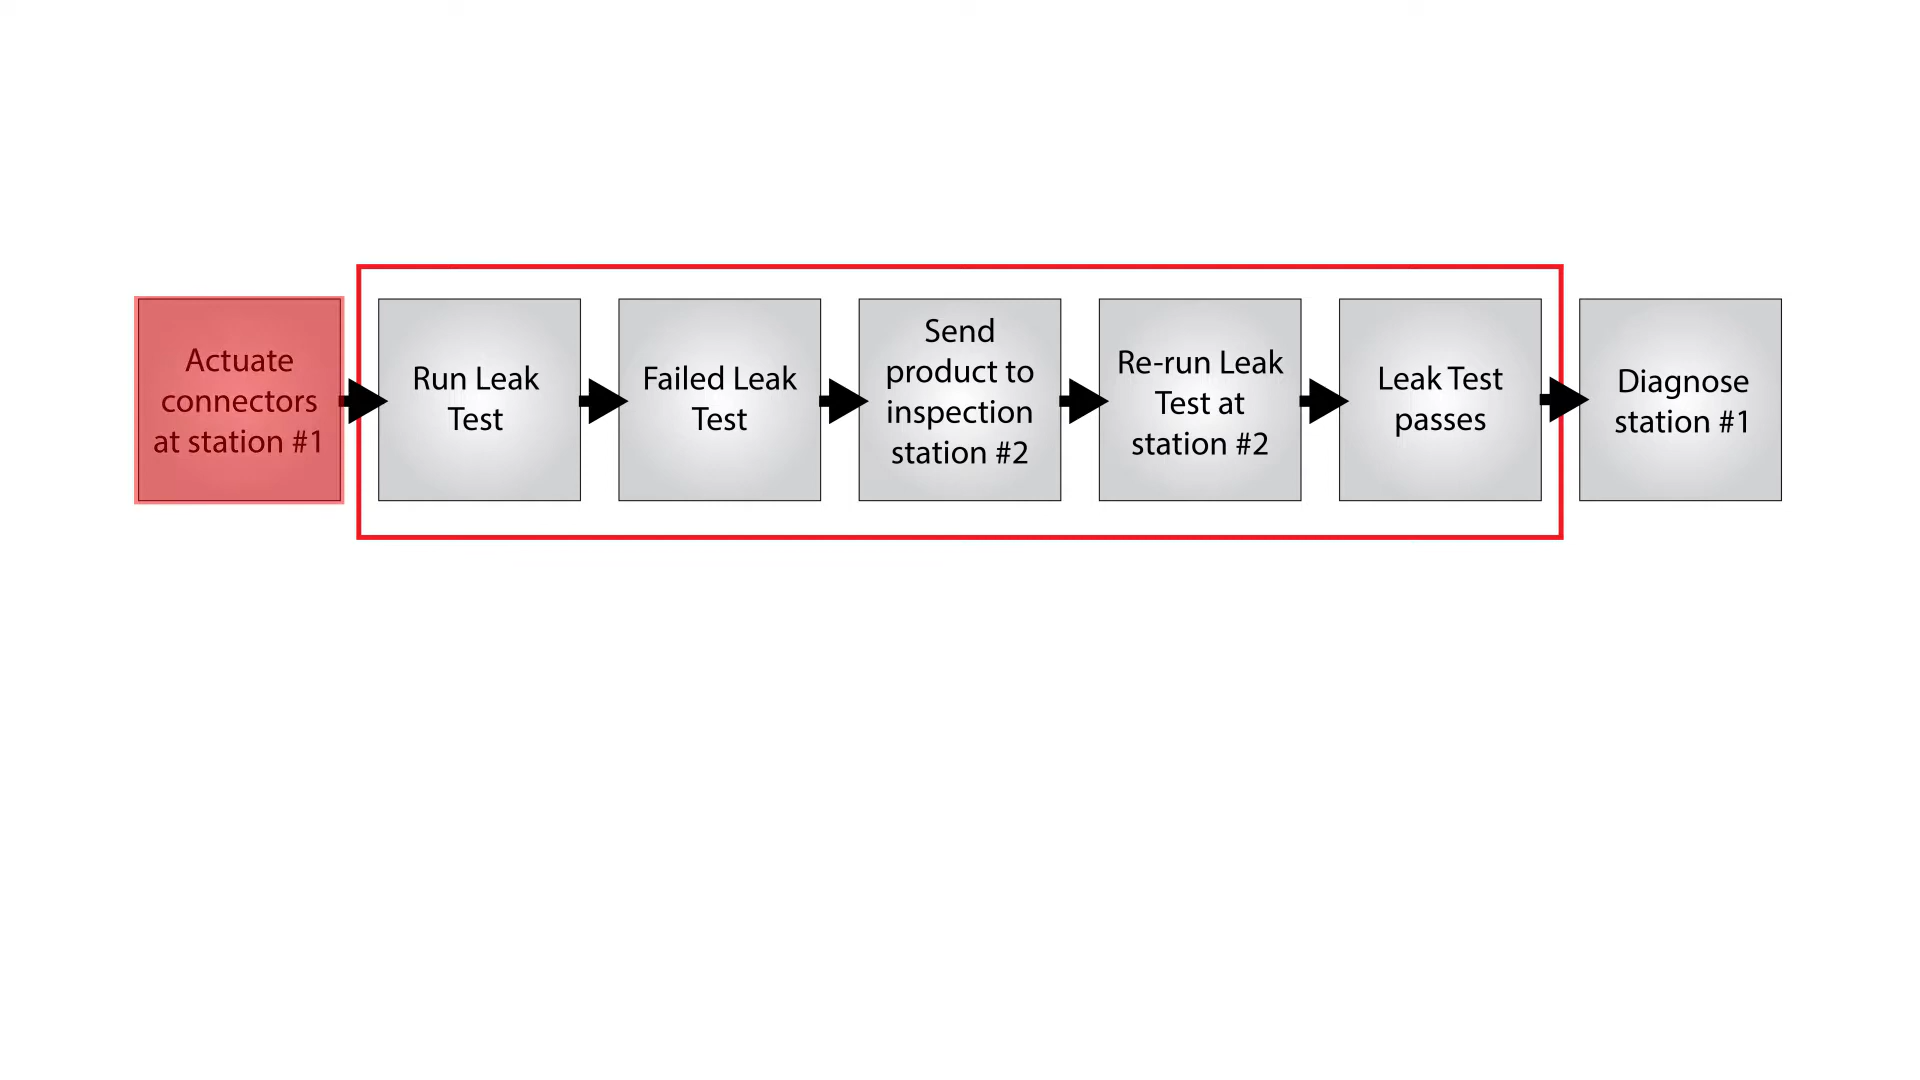 Actuate
connectors
at station #1
Run Leak
Test
Failed Leak
Test
Send
product to
inspection
station #2
Re-run Leak
Test at
station #2
Leak Test
passes
Diagnose
station #1